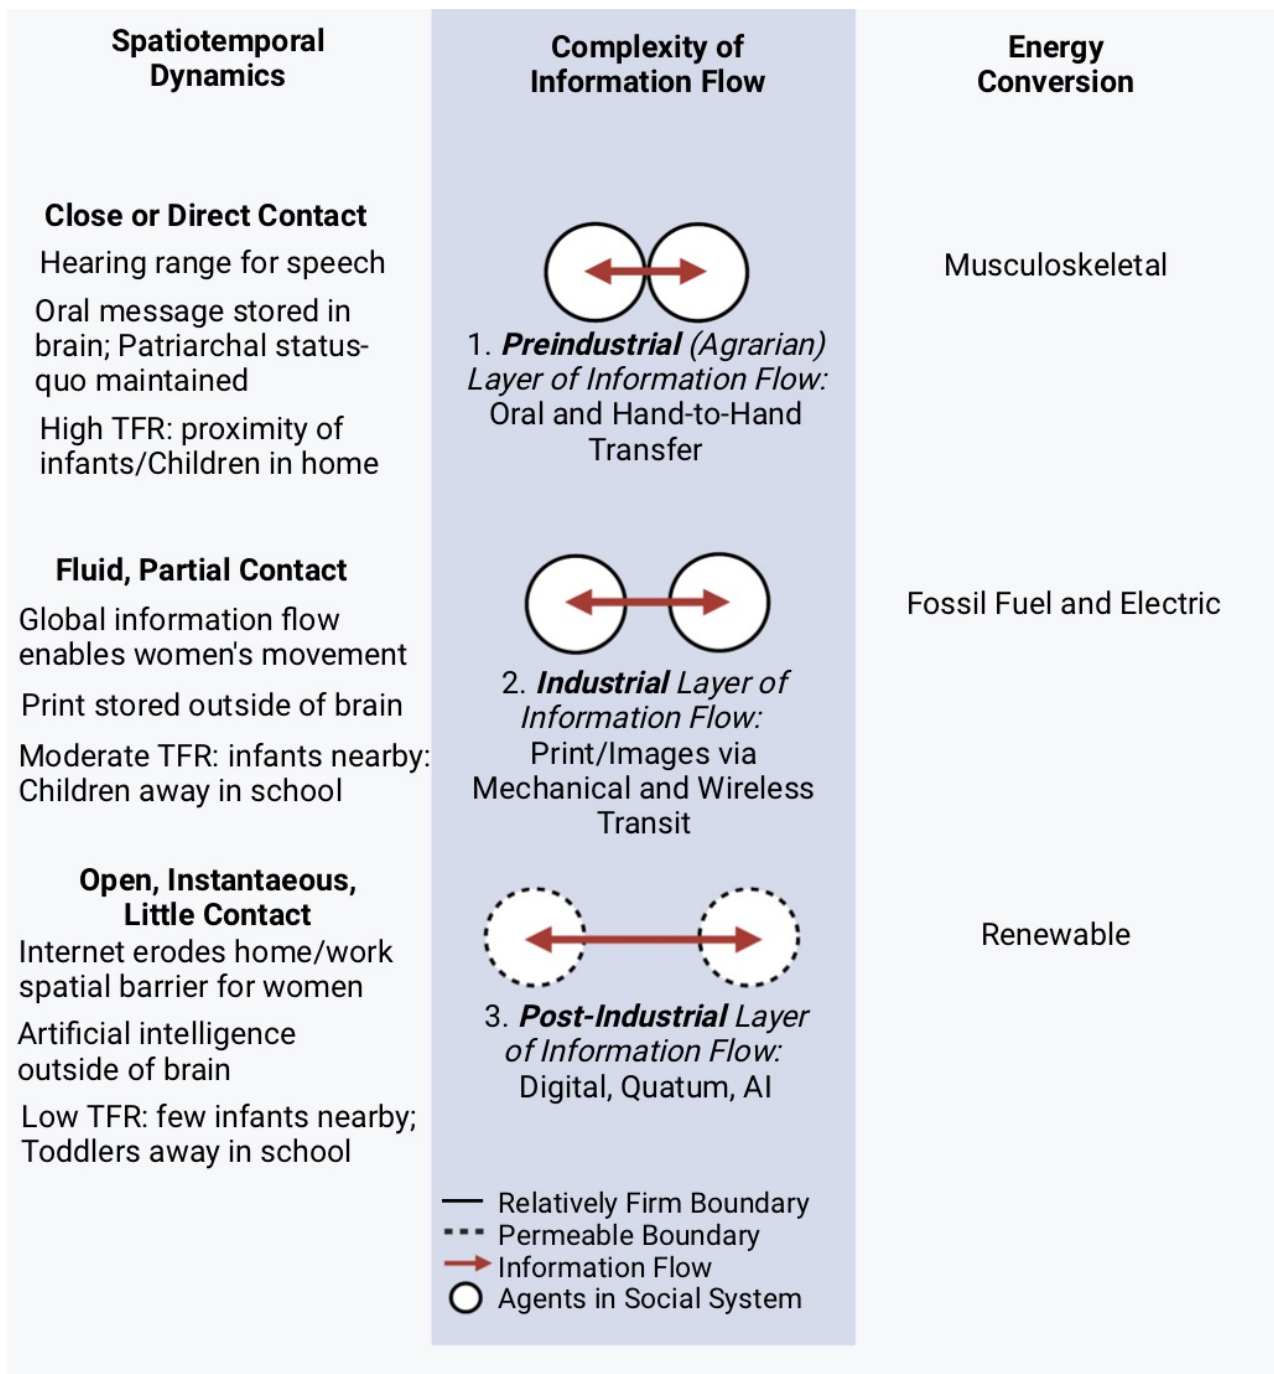 Spatiotemporal
Dynamics
Complexity of
Information Flow
Energy
Conversion
Close or Direct Contact
Hearing range for speech
Oral message stored in
brain; Patriarchal status-
quo maintained
High TFR: proximity of
infants/Children in home
1. Preindustrial (Agrarian)
Layer of Information Flow:
Oral and Hand-to-Hand
Transfer
Musculoskeletal
Fluid, Partial Contact
Global information flow
enables women's movement
Print stored outside of brain
Moderate TFR: infants nearby:
Children away in school
2. Industrial Layer of
Information Flow:
Print/Images via
Mechanical and Wireless
Transit
Fossil Fuel and Electric
Open, Instantaeous,
Little Contact
Internet erodes home/work
spatial barrier for women
Artificial intelligence
outside of brain
Low TFR: few infants nearby;
Toddlers away in school
3. Post-Industrial Layer
of Information Flow:
Digital, Quatum, AI
Renewable
Relatively Firm Boundary
Permeable Boundary
Information Flow
Agents in Social System